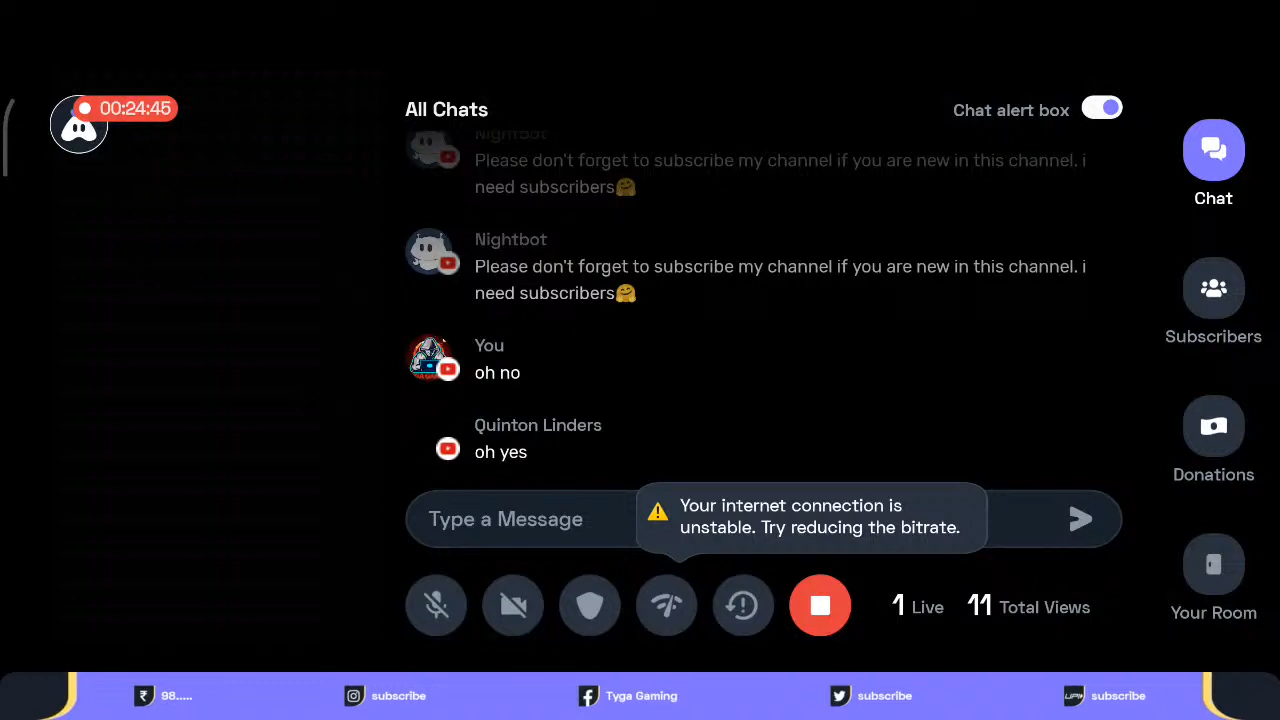 00:24:45
All Chats
Chat alert box
Nightbot
Please don't forget to subscribe my channel if you are new in this channel. i
need subscribers🤗
Nightbot
Please don't forget to subscribe my channel if you are new in this channel. i
need subscribers🤗
You
oh no
Quinton Linders
oh yes
Type a Message
Your internet connection is
unstable. Try reducing the bitrate.
1 Live 11 Total Views
Chat
Subscribers
Donations
Your Room
₹ 98..... subscribe Tyga Gaming subscribe UPI subscribe